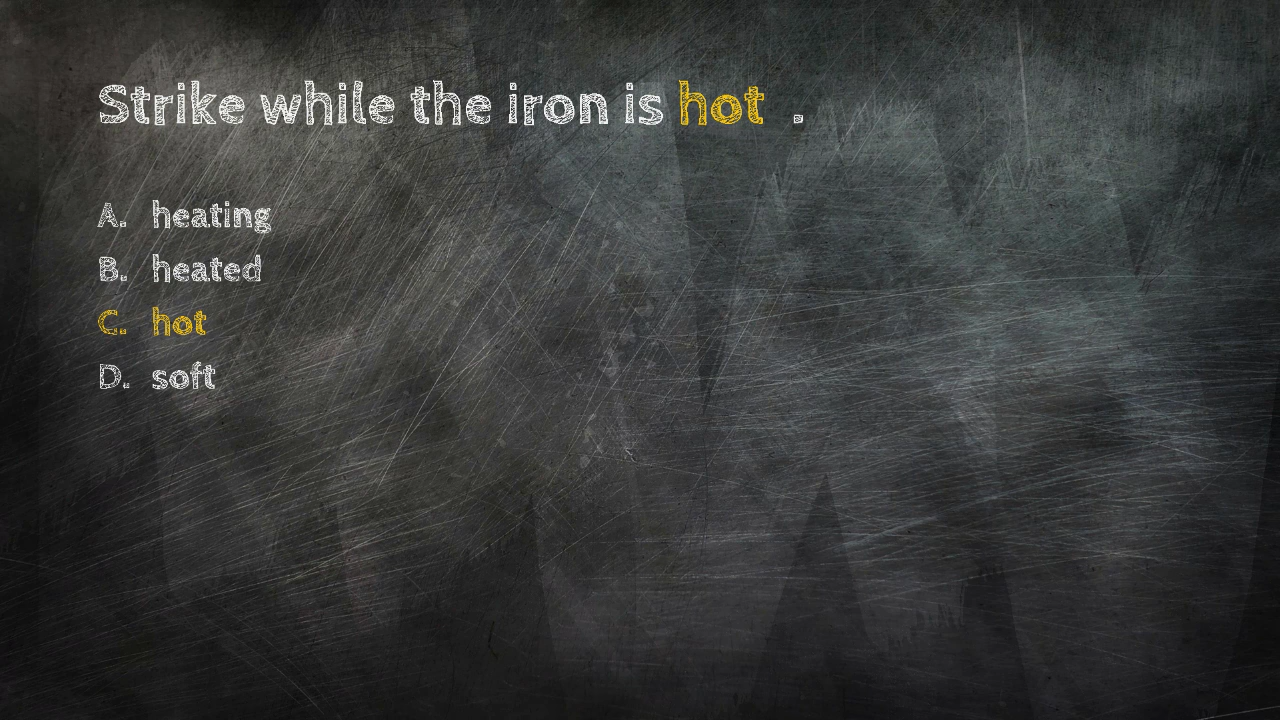 Strike while the iron is hot .
A. heating
B. heated
C. hot
D. soft